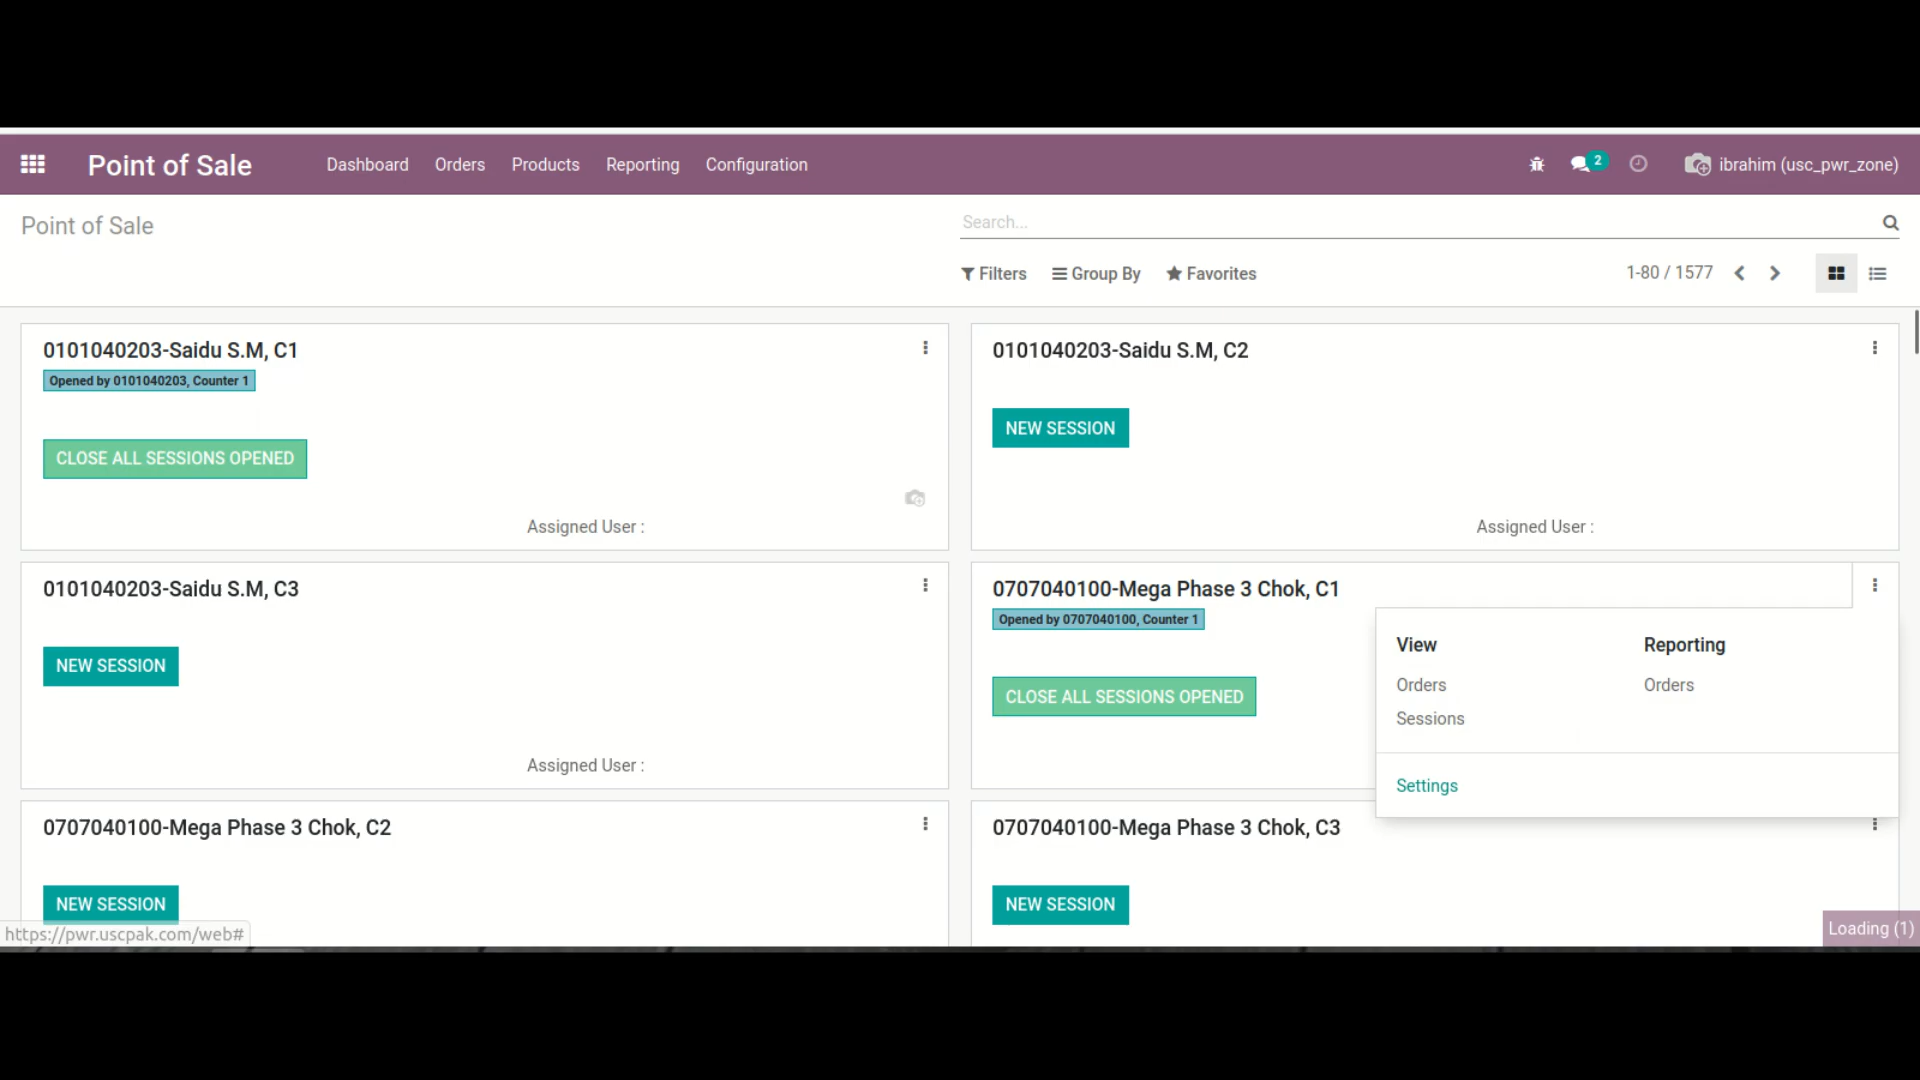 Point of Sale Dashboard Orders Products Reporting Configuration 2 ibrahim (usc_pwr_zone)
Point of Sale
Search...
Filters Group By Favorites 1-80 / 1577
0101040203-Saidu S.M, C1
Opened by 0101040203, Counter 1
CLOSE ALL SESSIONS OPENED
Assigned User :
0101040203-Saidu S.M, C2
NEW SESSION
Assigned User :
0101040203-Saidu S.M, C3
NEW SESSION
Assigned User :
0707040100-Mega Phase 3 Chok, C1
Opened by 0707040100, Counter 1
CLOSE ALL SESSIONS OPENED
View Reporting
Orders Orders
Sessions
Settings
0707040100-Mega Phase 3 Chok, C2
NEW SESSION
0707040100-Mega Phase 3 Chok, C3
NEW SESSION
https://pwr.uscpak.com/web#
Loading (1)